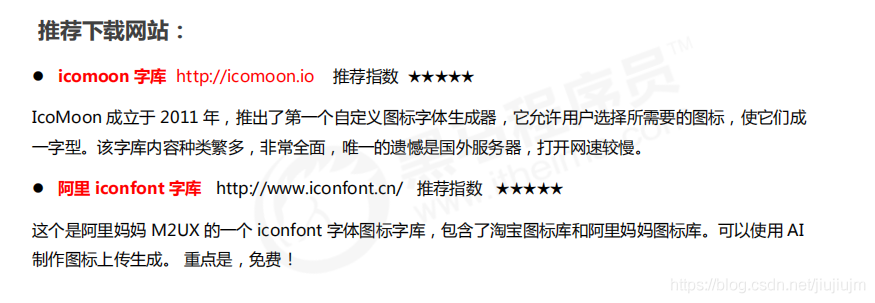 推荐下载网站：
● icomoon 字库 http://icomoon.io 推荐指数 ★★★★★
IcoMoon 成立于 2011 年，推出了第一个自定义图标字体生成器，它允许用户选择所需要的图标，使它们成
一字型。该字库内容种类繁多，非常全面，唯一的遗憾是国外服务器，打开网速较慢。
● 阿里 iconfont 字库 http://www.iconfont.cn/ 推荐指数 ★★★★★
这个是阿里妈妈 M2UX 的一个 iconfont 字体图标字库，包含了淘宝图标库和阿里妈妈图标库。可以使用 AI
制作图标上传生成。 重点是，免费！
黑马程序员™
https://blog.csdn.net/jiujiujm